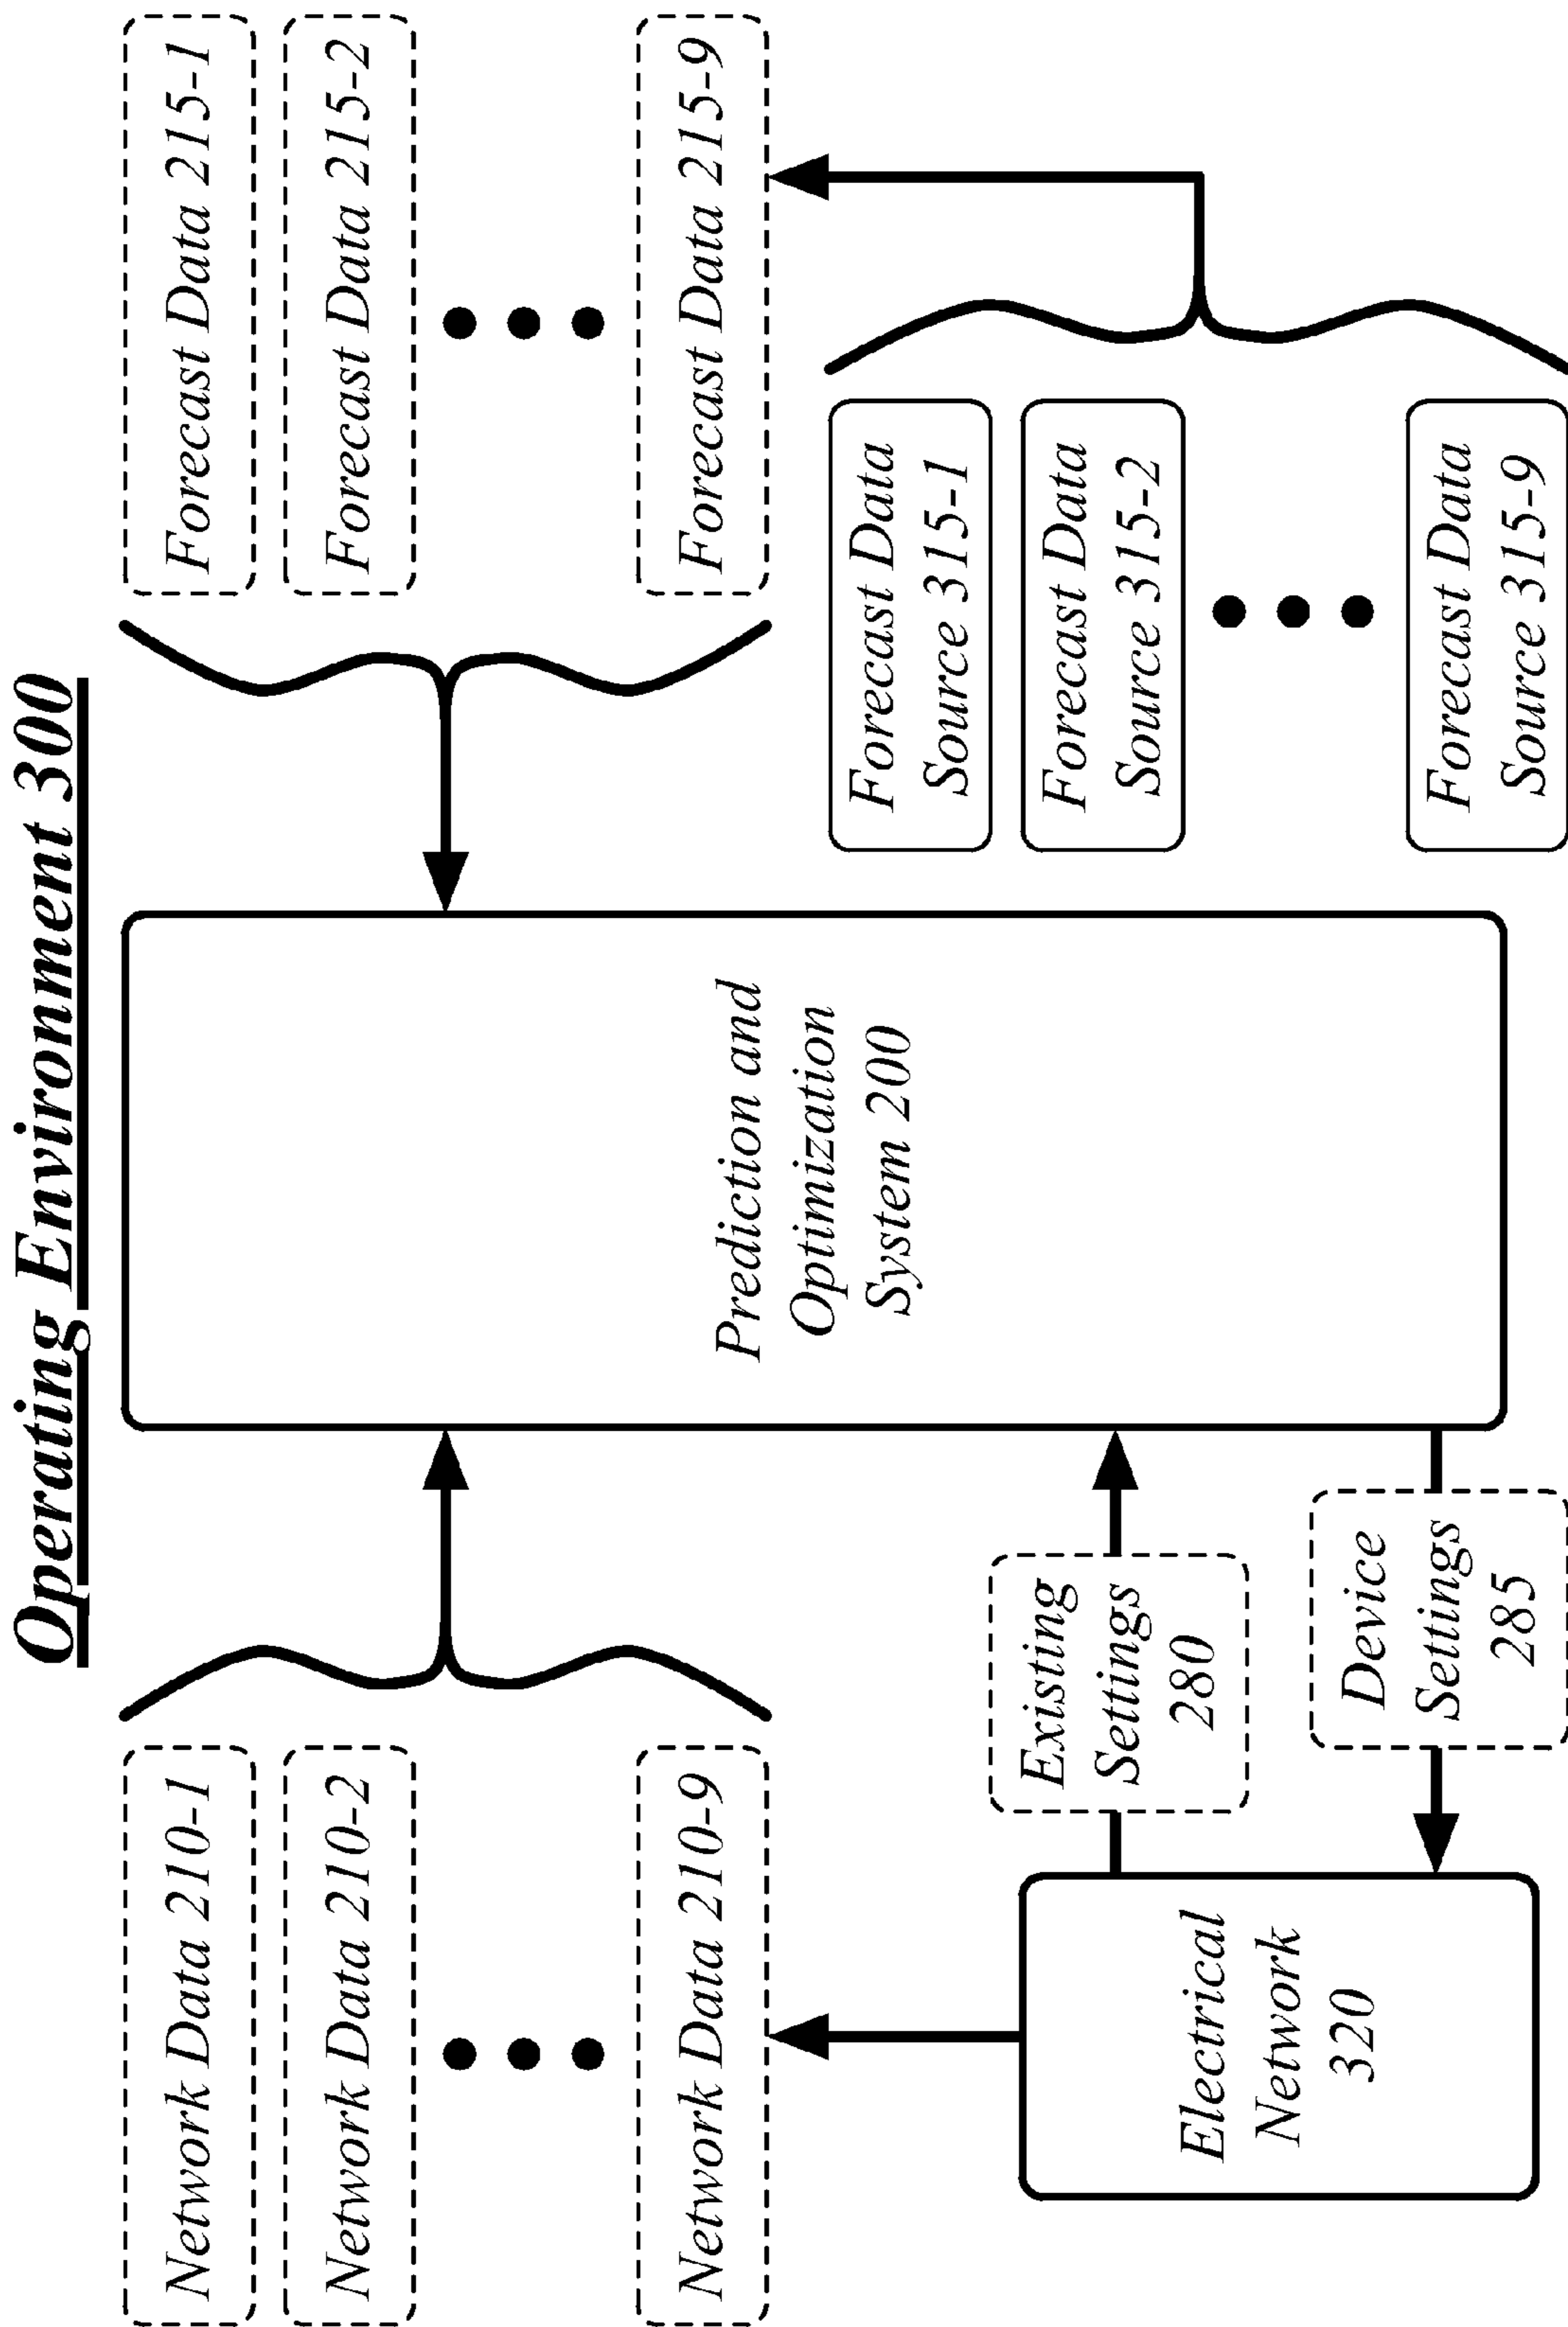 Operating Environment 300
Network Data 210-1
Network Data 210-2
Network Data 210-9
Electrical
Network
320
Existing
Settings
280
Device
Settings
285
Prediction and
Optimization
System 200
Forecast Data 215-1
Forecast Data 215-2
Forecast Data 215-9
Forecast Data
Source 315-1
Forecast Data
Source 315-2
Forecast Data
Source 315-9